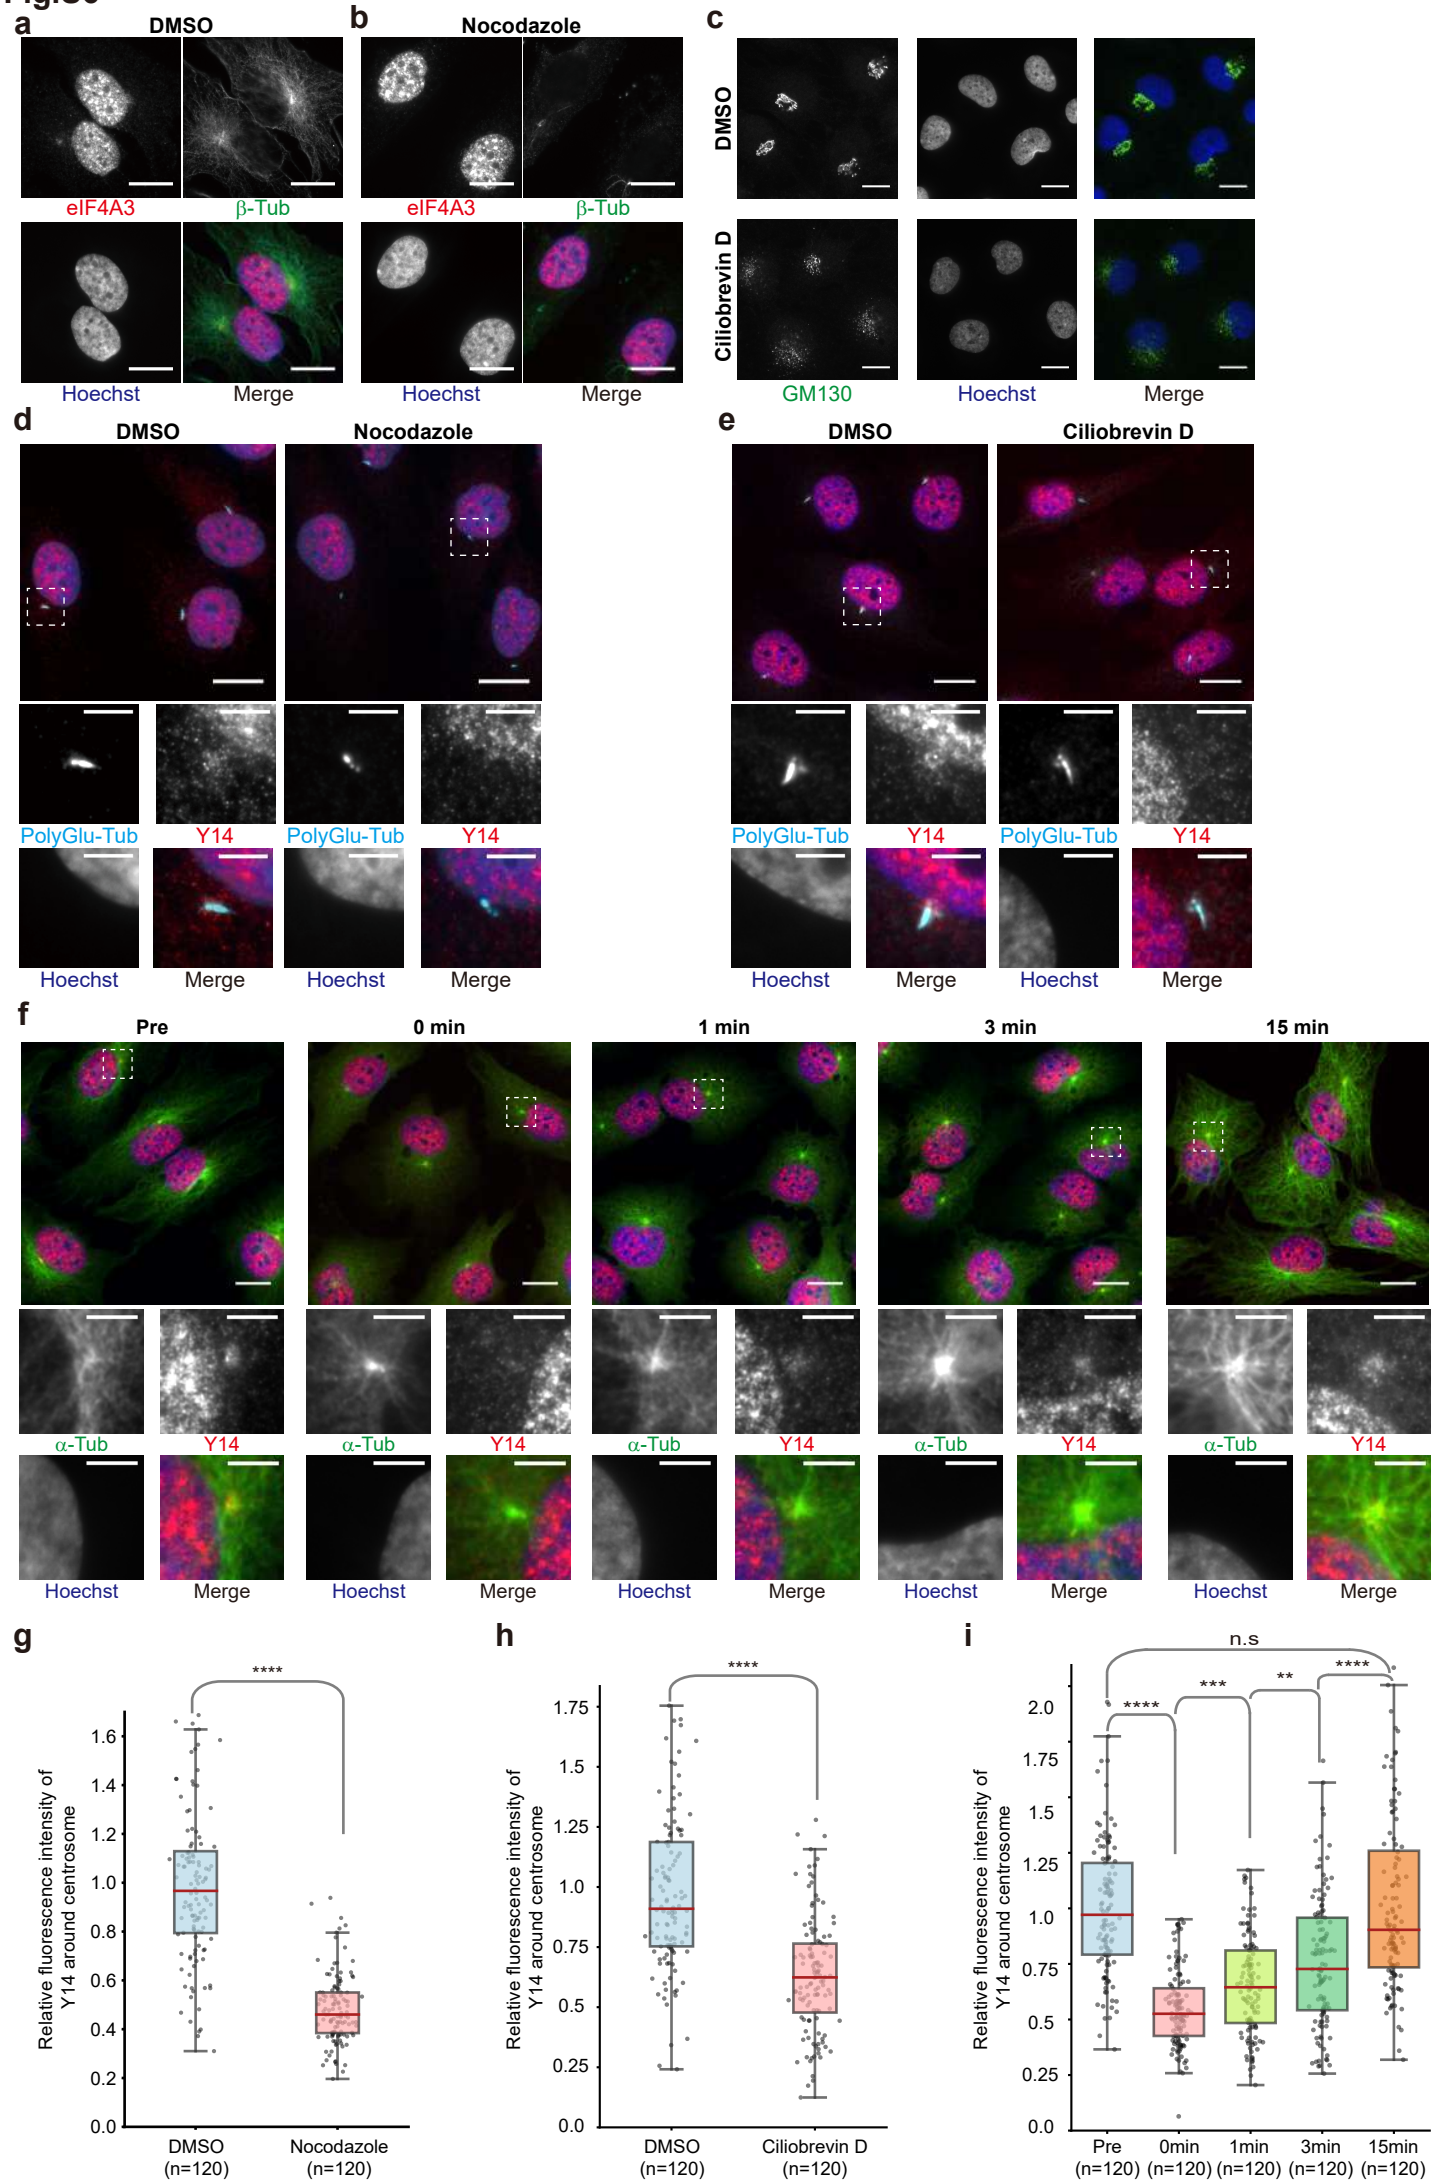 a
DMSO
b
Nocodazole
c
eIF4A3
β-Tub
eIF4A3
β-Tub
Hoechst
Merge
Hoechst
Merge
DMSO
Ciliobrevin D
GM130
Hoechst
Merge
d
DMSO
Nocodazole
PolyGlu-Tub
Y14
PolyGlu-Tub
Y14
Hoechst
Merge
Hoechst
Merge
e
DMSO
Ciliobrevin D
PolyGlu-Tub
Y14
PolyGlu-Tub
Y14
Hoechst
Merge
Hoechst
Merge
f
Pre
0 min
1 min
3 min
15 min
α-Tub
Y14
α-Tub
Y14
α-Tub
Y14
α-Tub
Y14
α-Tub
Y14
Hoechst
Merge
Hoechst
Merge
Hoechst
Merge
Hoechst
Merge
Hoechst
Merge
g
****
Relative fluorescence intensity of
Y14 around centrosome
1.6
1.4
1.2
1.0
0.8
0.6
0.4
0.2
0.0
DMSO
(n=120)
Nocodazole
(n=120)
h
****
Relative fluorescence intensity of
Y14 around centrosome
1.75
1.5
1.25
1.0
0.75
0.5
0.25
0.0
DMSO
(n=120)
Ciliobrevin D
(n=120)
i
n.s
****
***
**
****
Relative fluorescence intensity of
Y14 around centrosome
2.0
1.75
1.5
1.25
1.0
0.75
0.5
0.25
0.0
Pre
(n=120)
0min
(n=120)
1min
(n=120)
3min
(n=120)
15min
(n=120)